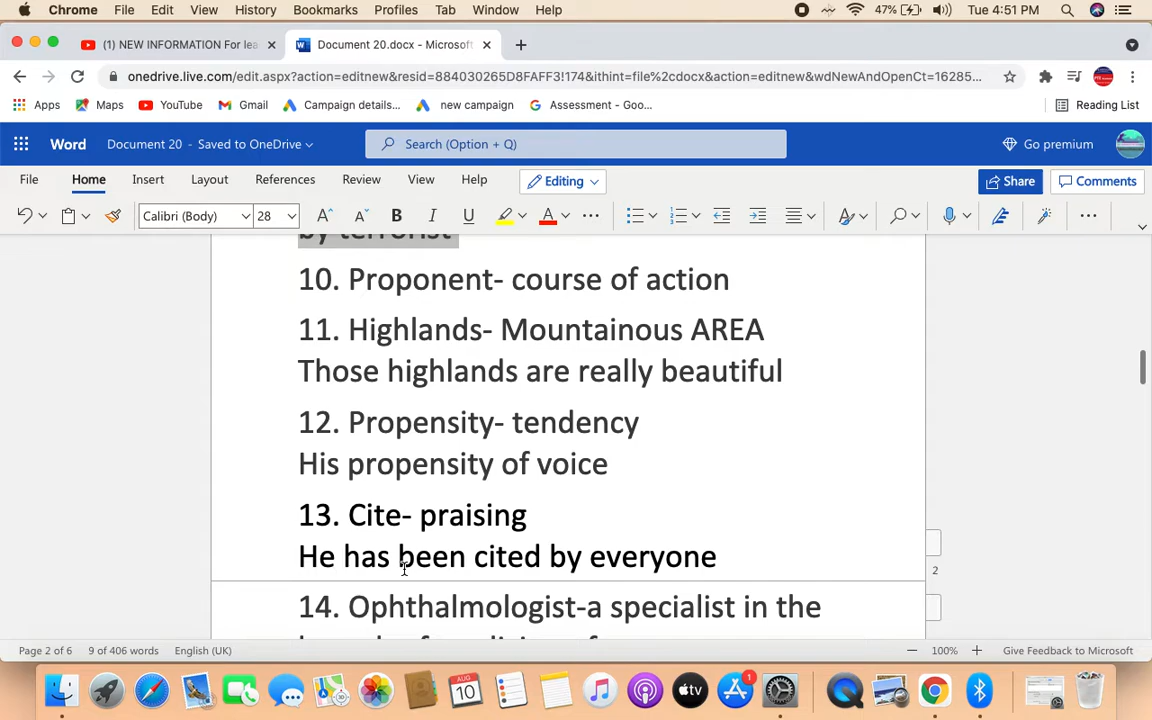 Chrome File Edit View History Bookmarks Profiles Tab Window Help 47% Tue 4:51 PM
(1) NEW INFORMATION For lea
Document 20.docx - Microsoft
onedrive.live.com/edit.aspx?action=editnew&resid=884030265D8FAFF3!174&ithint=file%2cdocx&action=editnew&wdNewAndOpenCt=16285...
Apps Maps YouTube Gmail Campaign details... new campaign Assessment - Goo... Reading List
Word Document 20 - Saved to OneDrive Search (Option + Q) Go premium
File Home Insert Layout References Review View Help Editing Share Comments
Calibri (Body) 28 A A B I U A
by terrorist
10. Proponent- course of action
11. Highlands- Mountainous AREA
Those highlands are really beautiful
12. Propensity- tendency
His propensity of voice
13. Cite- praising
He has been cited by everyone
2
14. Ophthalmologist-a specialist in the
Page 2 of 6 9 of 406 words English (UK) 100% Give Feedback to Microsoft